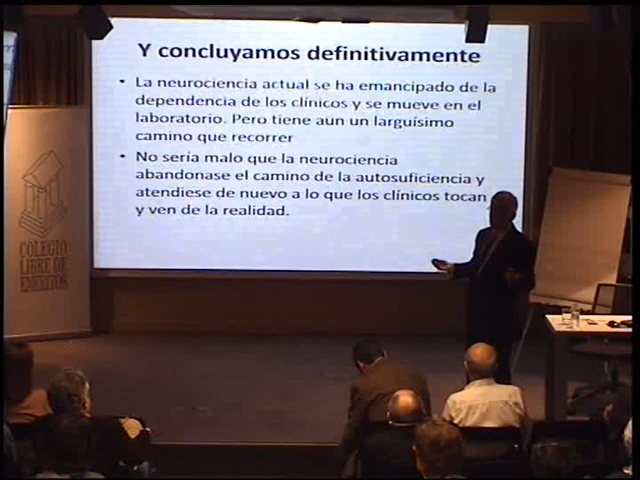 Y concluyamos definitivamente
• La neurociencia actual se ha emancipado de la
dependencia de los clínicos y se mueve en el
laboratorio. Pero tiene aun un larguísimo
camino que recorrer
• No sería malo que la neurociencia
abandonase el camino de la autosuficiencia y
atendiese de nuevo a lo que los clínicos tocan
y ven de la realidad.
COLEGIO
LIBRE DE
EMERITOS